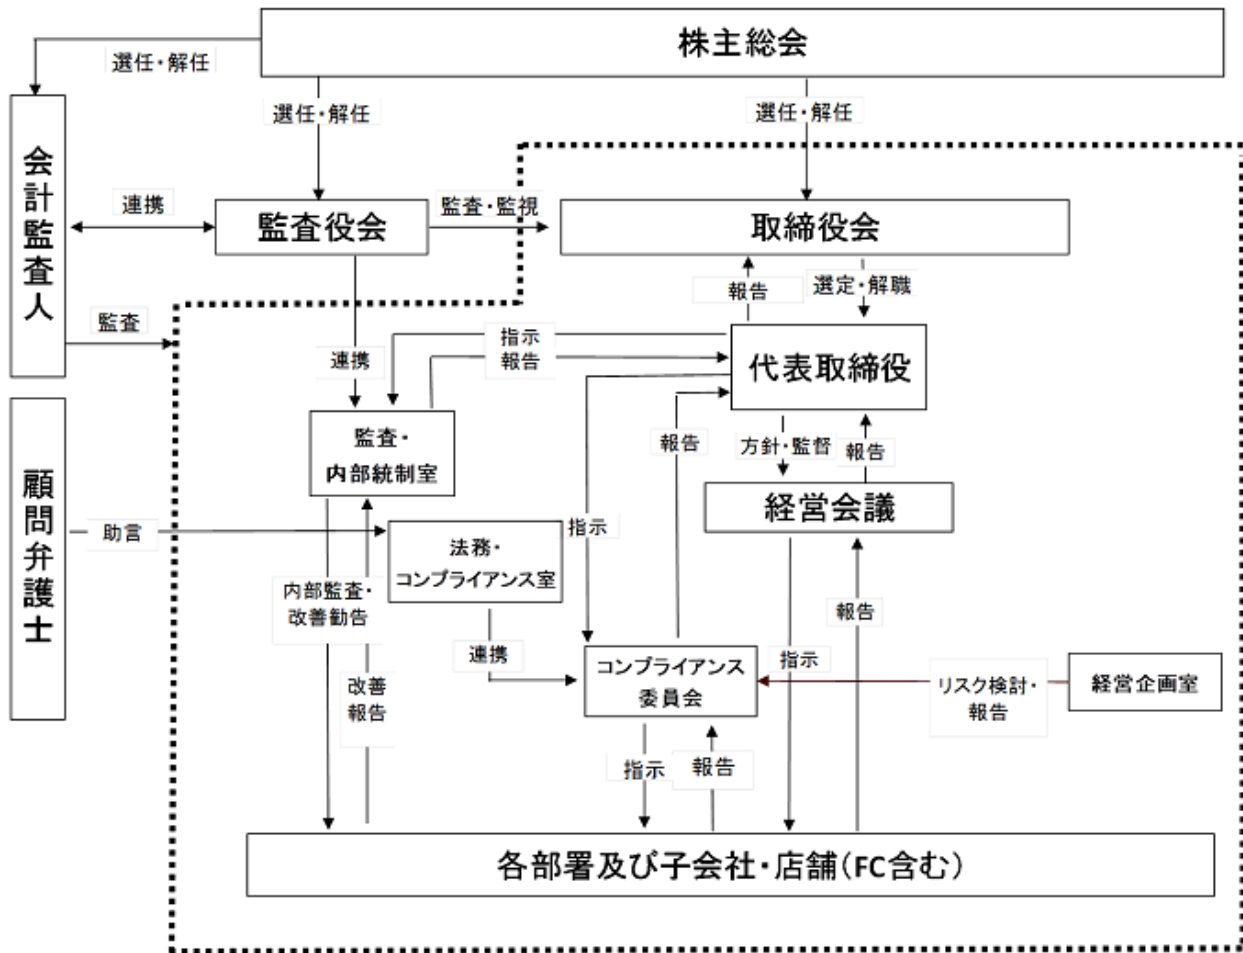 株主総会
選任・解任
選任・解任
選任・解任
会計監査人
連携
監査役会
監査・監視
取締役会
報告
選定・解職
監査
指示
報告
連携
代表取締役
監査・
内部統制室
報告
方針・監督
報告
経営会議
顧問弁護士
助言
法務・
コンプライアンス室
指示
内部監査・
改善勧告
報告
連携
コンプライアンス
委員会
指示
リスク検討・
報告
経営企画室
改善
報告
指示
報告
各部署及び子会社・店舗(FC含む)